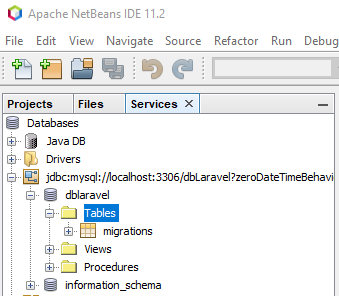 Apache NetBeans IDE 11.2
File Edit View Navigate Source Refactor Run Debug
Projects Files Services
Databases
Java DB
Drivers
jdbc:mysql://localhost:3306/dbLaravel?zeroDateTimeBehavi
dblaravel
Tables
migrations
Views
Procedures
information_schema